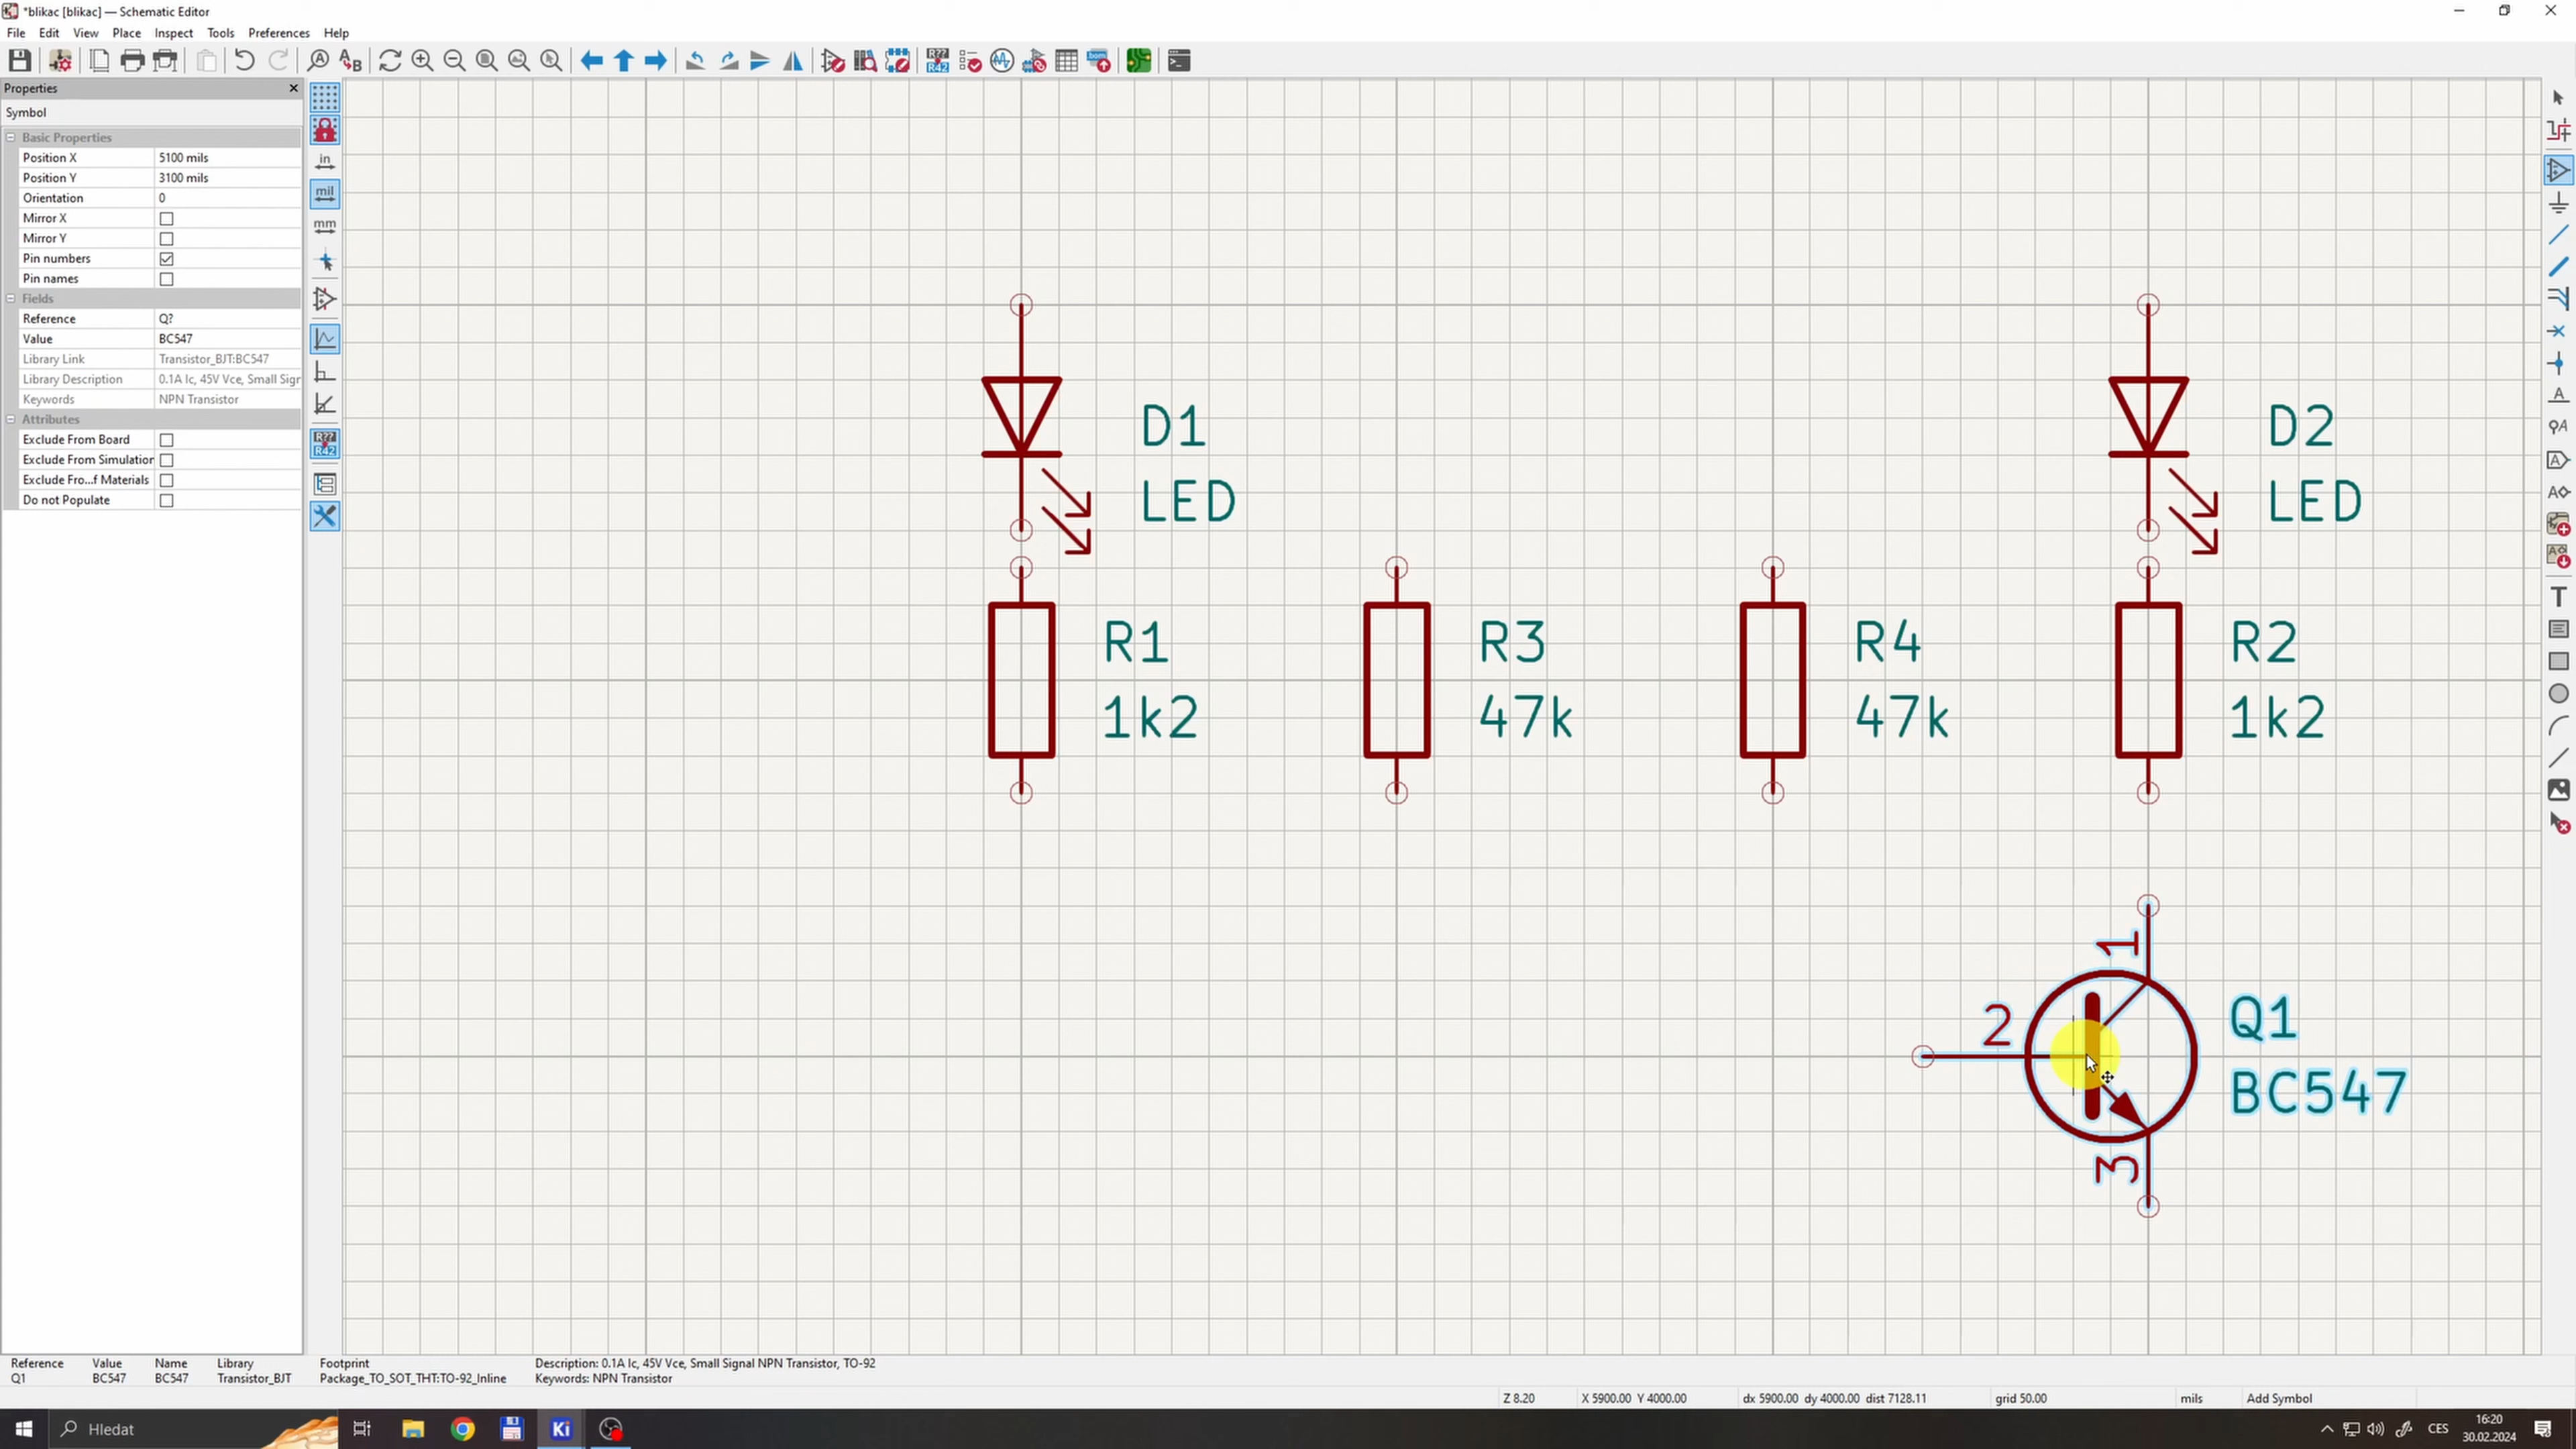 *blikac [blikac] — Schematic Editor
File Edit View Place Inspect Tools Preferences Help
Properties
Symbol
Basic Properties
Position X 5100 mils
Position Y 3100 mils
Orientation 0
Mirror X
Mirror Y
Pin numbers
Pin names
Fields
Reference Q?
Value BC547
Library Link Transistor_BJT:BC547
Library Description 0.1A Ic, 45V Vce, Small Sigr
Keywords NPN Transistor
Attributes
Exclude From Board
Exclude From Simulation
Exclude Fro...f Materials
Do not Populate
in
mil
mm
R??
R42
R??
R42
D1
LED
D2
LED
R1
1k2
R3
47k
R4
47k
R2
1k2
1
2
3
Q1
BC547
Reference Value Name Library Footprint Description: 0.1A Ic, 45V Vce, Small Signal NPN Transistor, TO-92
Q1 BC547 BC547 Transistor_BJT Package_TO_SOT_THT:TO-92_Inline Keywords: NPN Transistor
Z 8.20 X 5900.00 Y 4000.00 dx 5900.00 dy 4000.00 dist 7128.11 grid 50.00 mils Add Symbol
Hledat
Ki
CES
16:20
30.02.2024